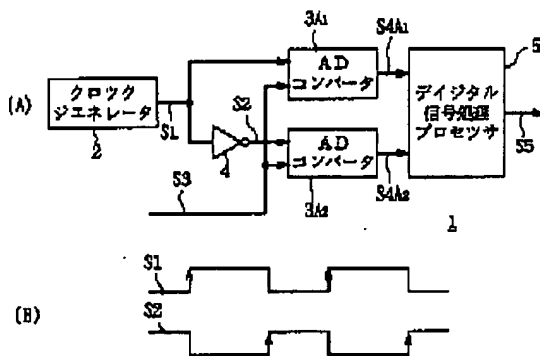 (A)
クロック
ジエネレータ
2
S1
4
S2
S3
3A1
AD
コンバータ
S4A1
AD
コンバータ
3A2
S4A2
5
デイジタル
信号処理
プロセツサ
S5
1
(B)
S1
S2